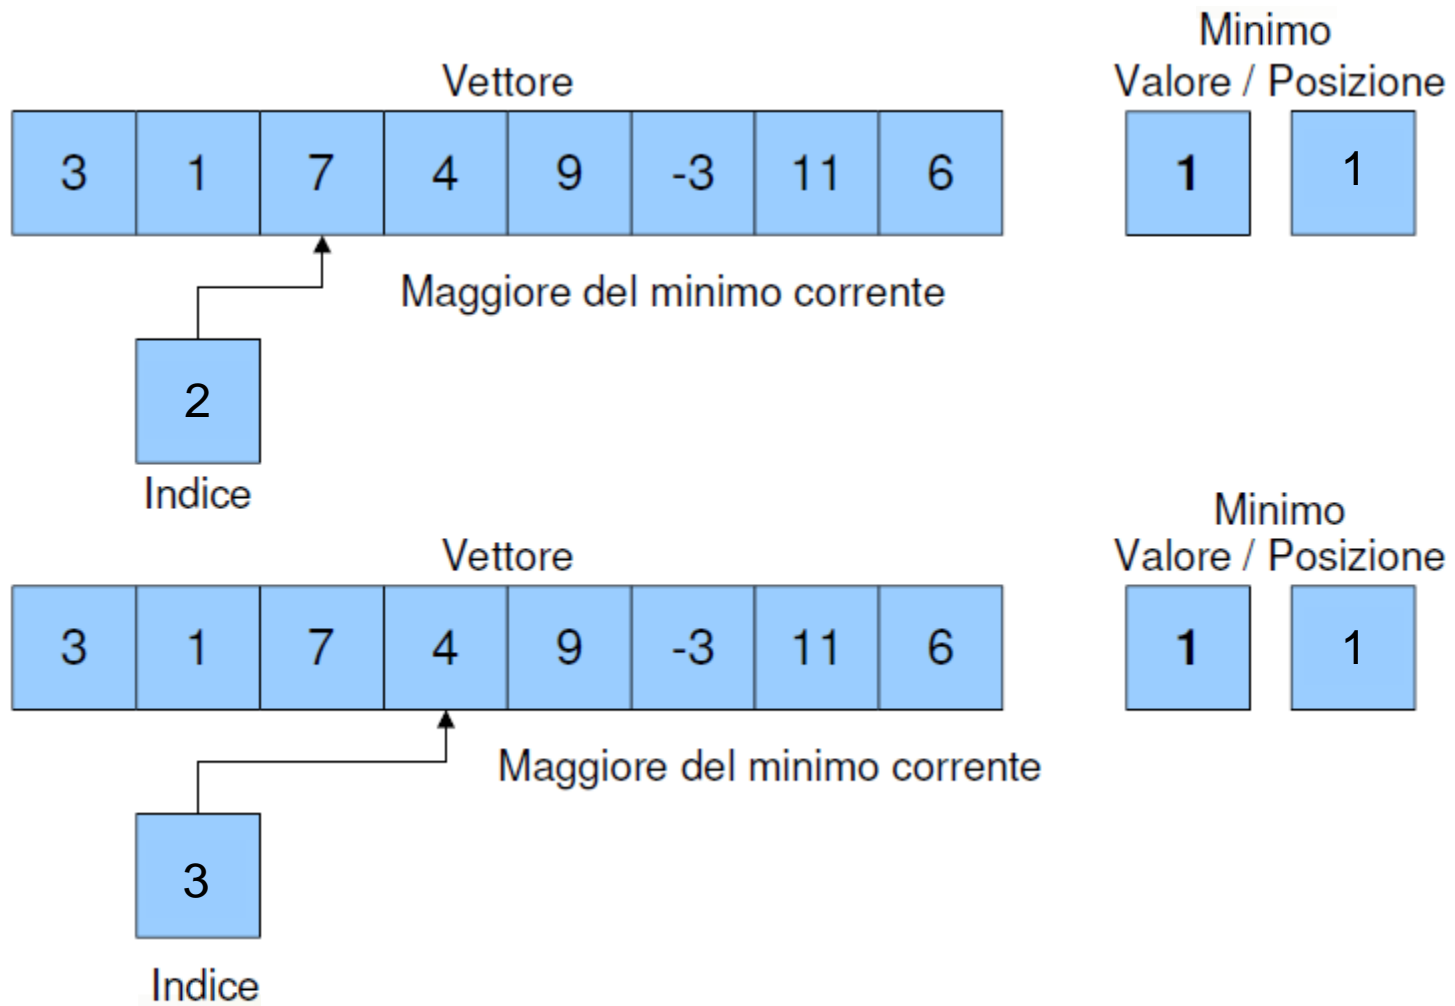 Minimo
Vettore
Valore / Posizione
3 1 7 4 9 -3 11 6
1 1
Maggiore del minimo corrente
2
Indice
Minimo
Vettore
Valore / Posizione
3 1 7 4 9 -3 11 6
1 1
Maggiore del minimo corrente
3
Indice